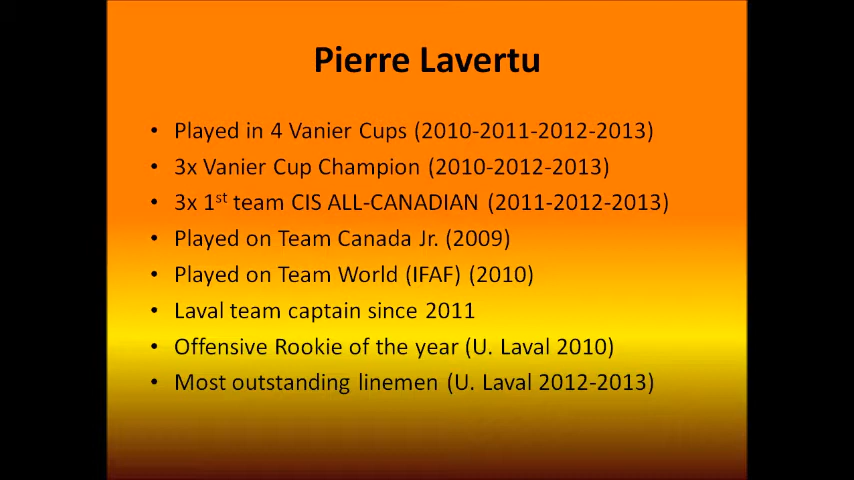 Pierre Lavertu
• Played in 4 Vanier Cups (2010-2011-2012-2013)
• 3x Vanier Cup Champion (2010-2012-2013)
• 3x 1st team CIS ALL-CANADIAN (2011-2012-2013)
• Played on Team Canada Jr. (2009)
• Played on Team World (IFAF) (2010)
• Laval team captain since 2011
• Offensive Rookie of the year (U. Laval 2010)
• Most outstanding linemen (U. Laval 2012-2013)